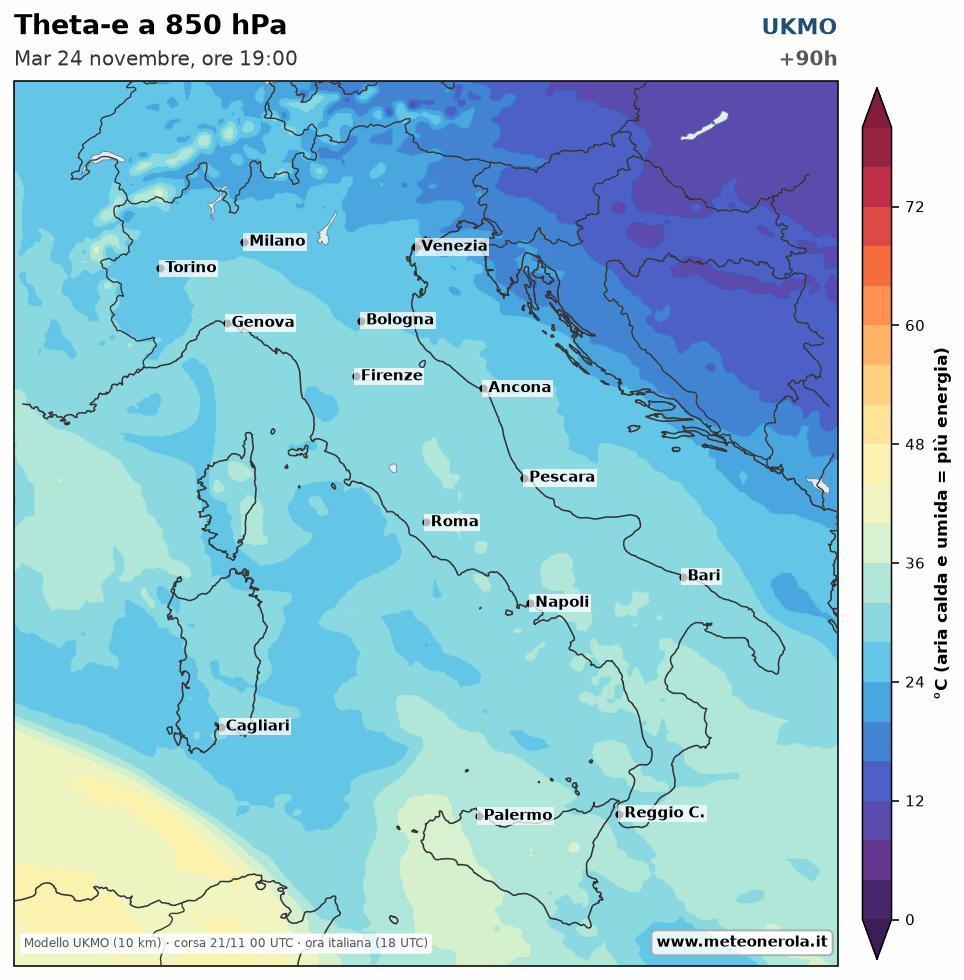 Theta-e a 850 hPa
UKMO
Mar 24 novembre, ore 19:00
+90h
Milano
Venezia
Torino
Genova
Bologna
Firenze
Ancona
Pescara
Roma
Bari
Napoli
Cagliari
Palermo
Reggio C.
72
60
48
36
24
12
0
°C (aria calda e umida = più energia)
Modello UKMO (10 km) · corsa 21/11 00 UTC · ora italiana (18 UTC)
www.meteonerola.it